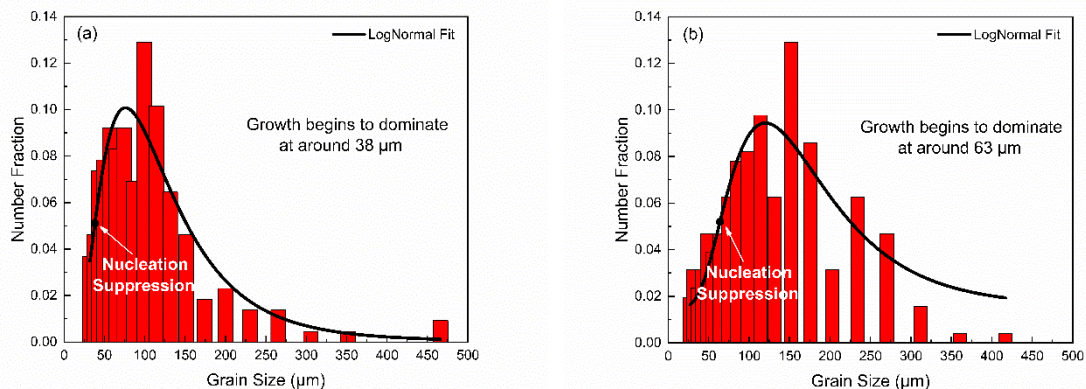 (a)
LogNormal Fit
Growth begins to dominate
at around 38 µm
Nucleation
Suppression
Number Fraction
0.14
0.12
0.10
0.08
0.06
0.04
0.02
0.00
0 50 100 150 200 250 300 350 400 450 500
Grain Size (µm)
(b)
LogNormal Fit
Growth begins to dominate
at around 63 µm
Nucleation
Suppression
Number Fraction
0.14
0.12
0.10
0.08
0.06
0.04
0.02
0.00
0 50 100 150 200 250 300 350 400 450 500
Grain Size (µm)